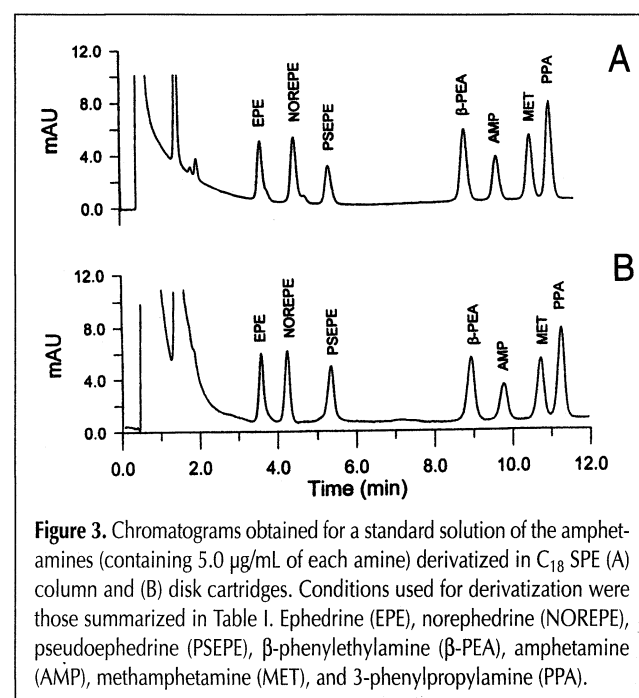 A
12.0
8.0
4.0
0.0
mAU
EPE
NOREPE
PSEPE
β-PEA
AMP
MET
PPA
B
12.0
8.0
4.0
0.0
mAU
EPE
NOREPE
PSEPE
β-PEA
AMP
MET
PPA
0.0 2.0 4.0 6.0 8.0 10.0 12.0
Time (min)
Figure 3. Chromatograms obtained for a standard solution of the amphet-
amines (containing 5.0 µg/mL of each amine) derivatized in C18 SPE (A)
column and (B) disk cartridges. Conditions used for derivatization were
those summarized in Table I. Ephedrine (EPE), norephedrine (NOREPE),
pseudoephedrine (PSEPE), β-phenylethylamine (β-PEA), amphetamine
(AMP), methamphetamine (MET), and 3-phenylpropylamine (PPA).